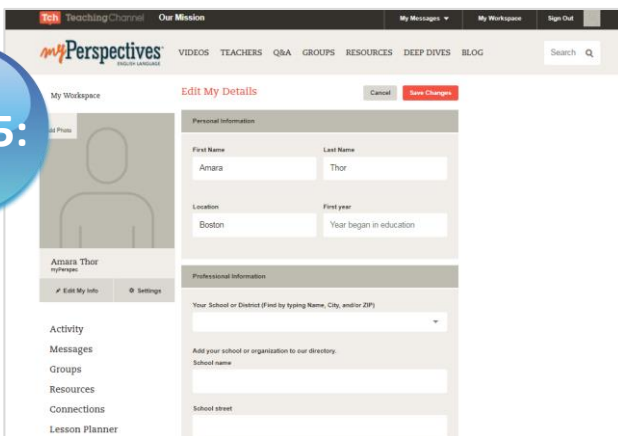 Tch TeachingChannel Our Mission My Messages My Workspace Sign Out
myPerspectives VIDEOS TEACHERS Q&A GROUPS RESOURCES DEEP DIVES BLOG Search
ENGLISH LANGUAGE
5:
My Workspace
Edit My Details Cancel Save Changes
Photo
Personal Information
First Name Last Name
Amara Thor
Location First year
Boston Year began in education
Amara Thor
Edit My Info Settings
Professional Information
Your School or District (Find by typing Name, City, and/or ZIP)
Activity
Messages
Groups
Resources
Connections
Lesson Planner
Add your school or organization to our directory.
School name
School street